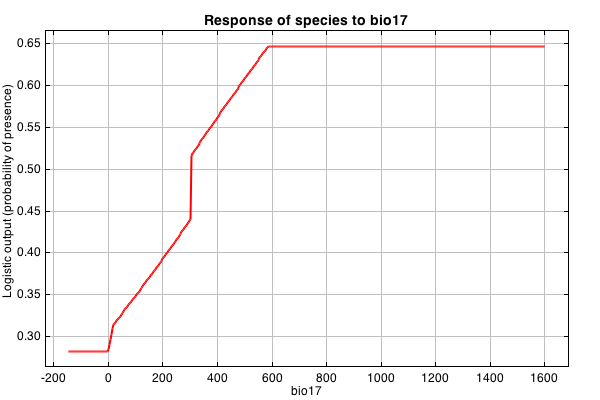 Response of species to bio17
Logistic output (probability of presence)
0.65
0.60
0.55
0.50
0.45
0.40
0.35
0.30
-200 0 200 400 600 800 1000 1200 1400 1600
bio17